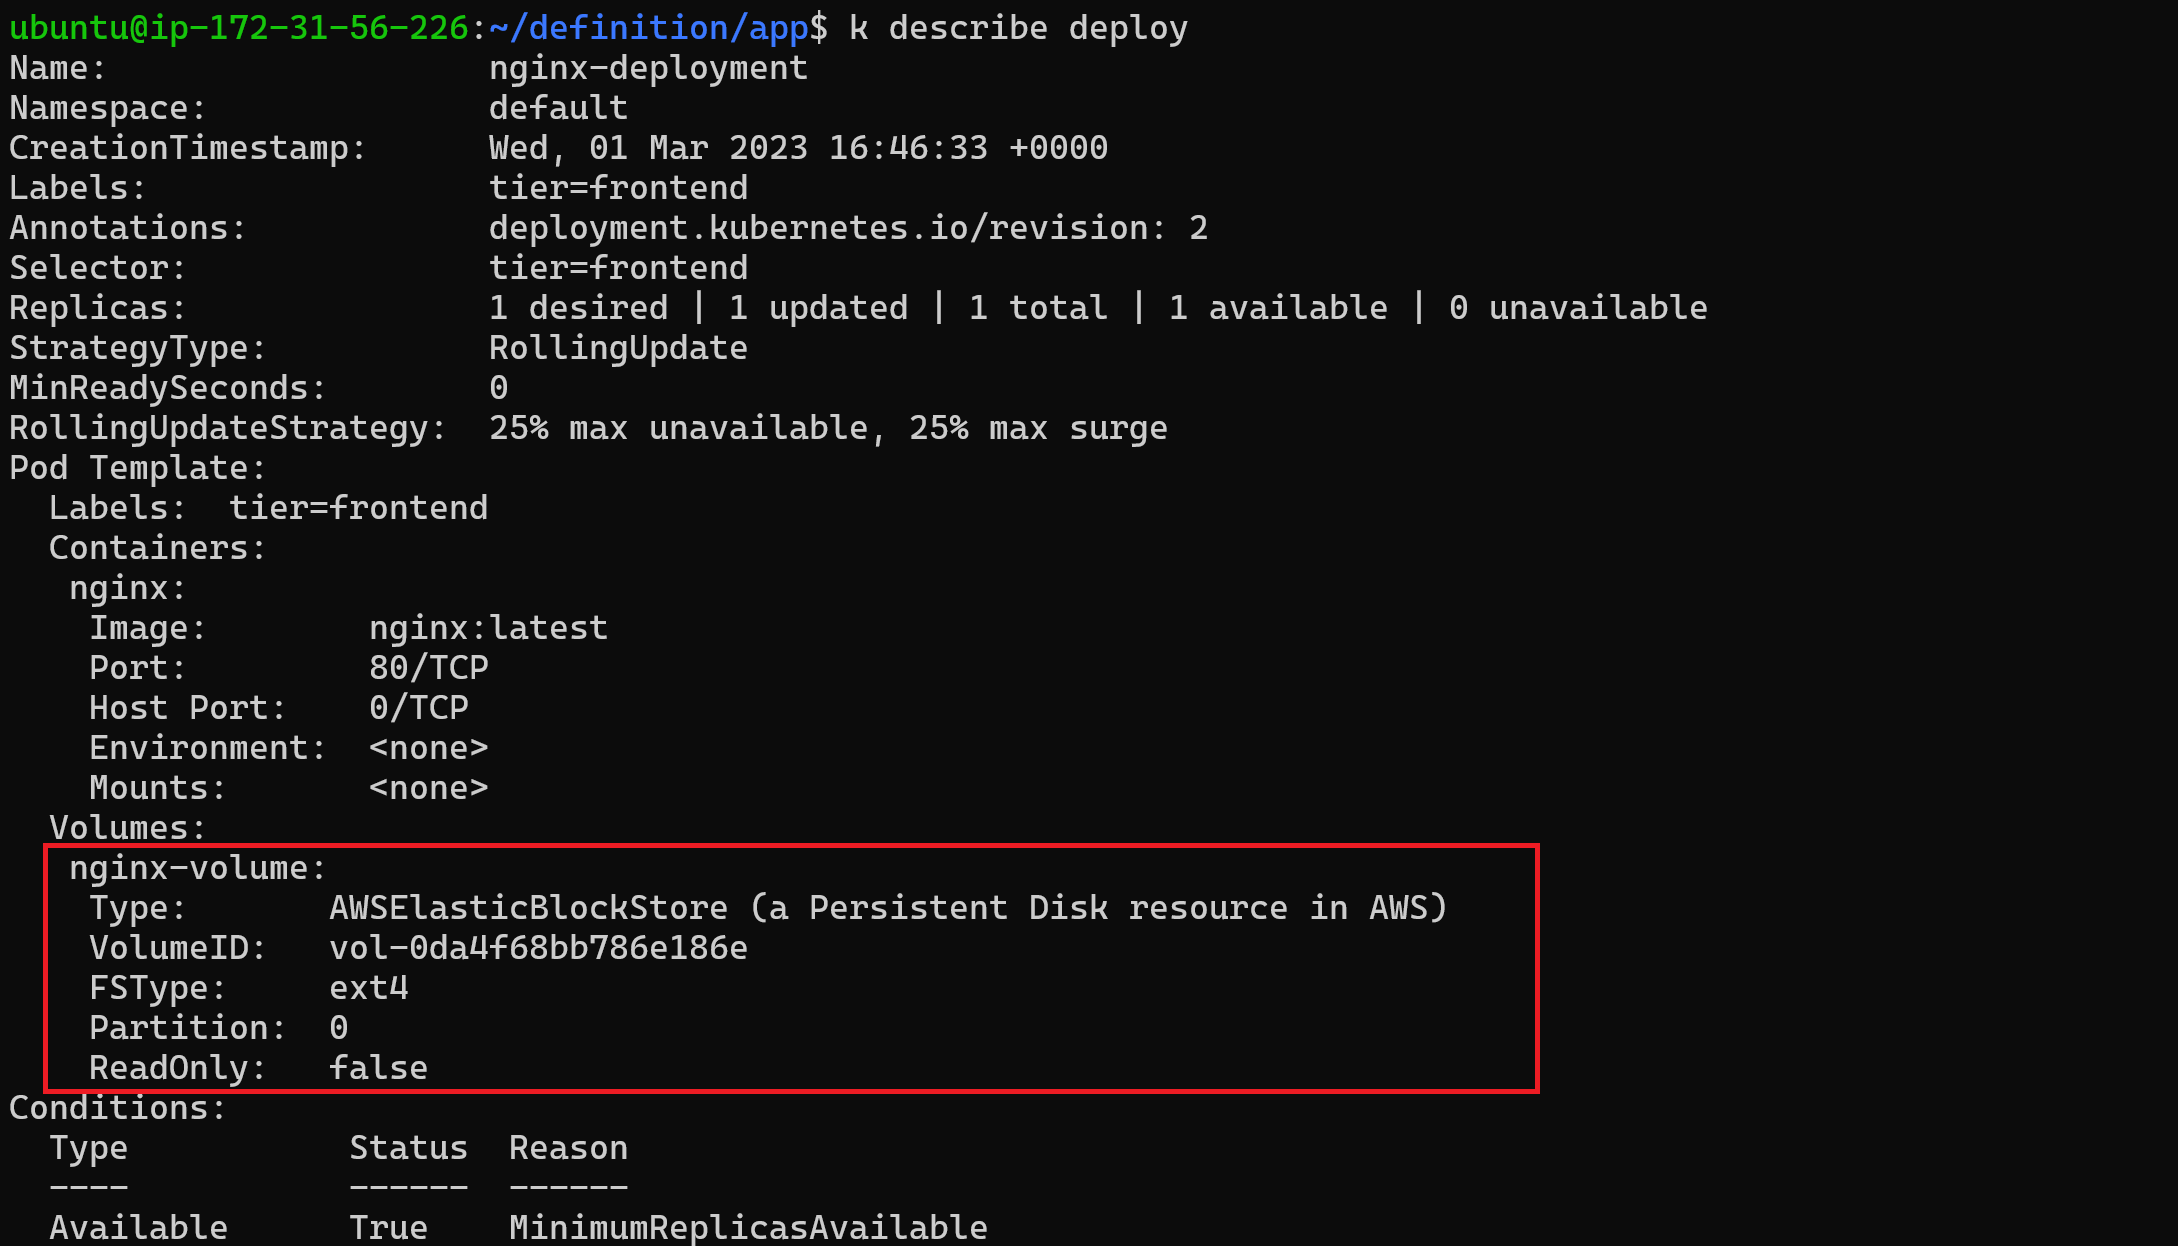 ubuntu@ip-172-31-56-226:~/definition/app$ k describe deploy
Name:                   nginx-deployment
Namespace:              default
CreationTimestamp:      Wed, 01 Mar 2023 16:46:33 +0000
Labels:                 tier=frontend
Annotations:            deployment.kubernetes.io/revision: 2
Selector:               tier=frontend
Replicas:               1 desired | 1 updated | 1 total | 1 available | 0 unavailable
StrategyType:           RollingUpdate
MinReadySeconds:        0
RollingUpdateStrategy:  25% max unavailable, 25% max surge
Pod Template:
  Labels:  tier=frontend
  Containers:
   nginx:
    Image:        nginx:latest
    Port:         80/TCP
    Host Port:    0/TCP
    Environment:  <none>
    Mounts:       <none>
  Volumes:
   nginx-volume:
    Type:       AWSElasticBlockStore (a Persistent Disk resource in AWS)
    VolumeID:   vol-0da4f68bb786e186e
    FSType:     ext4
    Partition:  0
    ReadOnly:   false
Conditions:
  Type           Status  Reason
  ----           ------  ------
  Available      True    MinimumReplicasAvailable